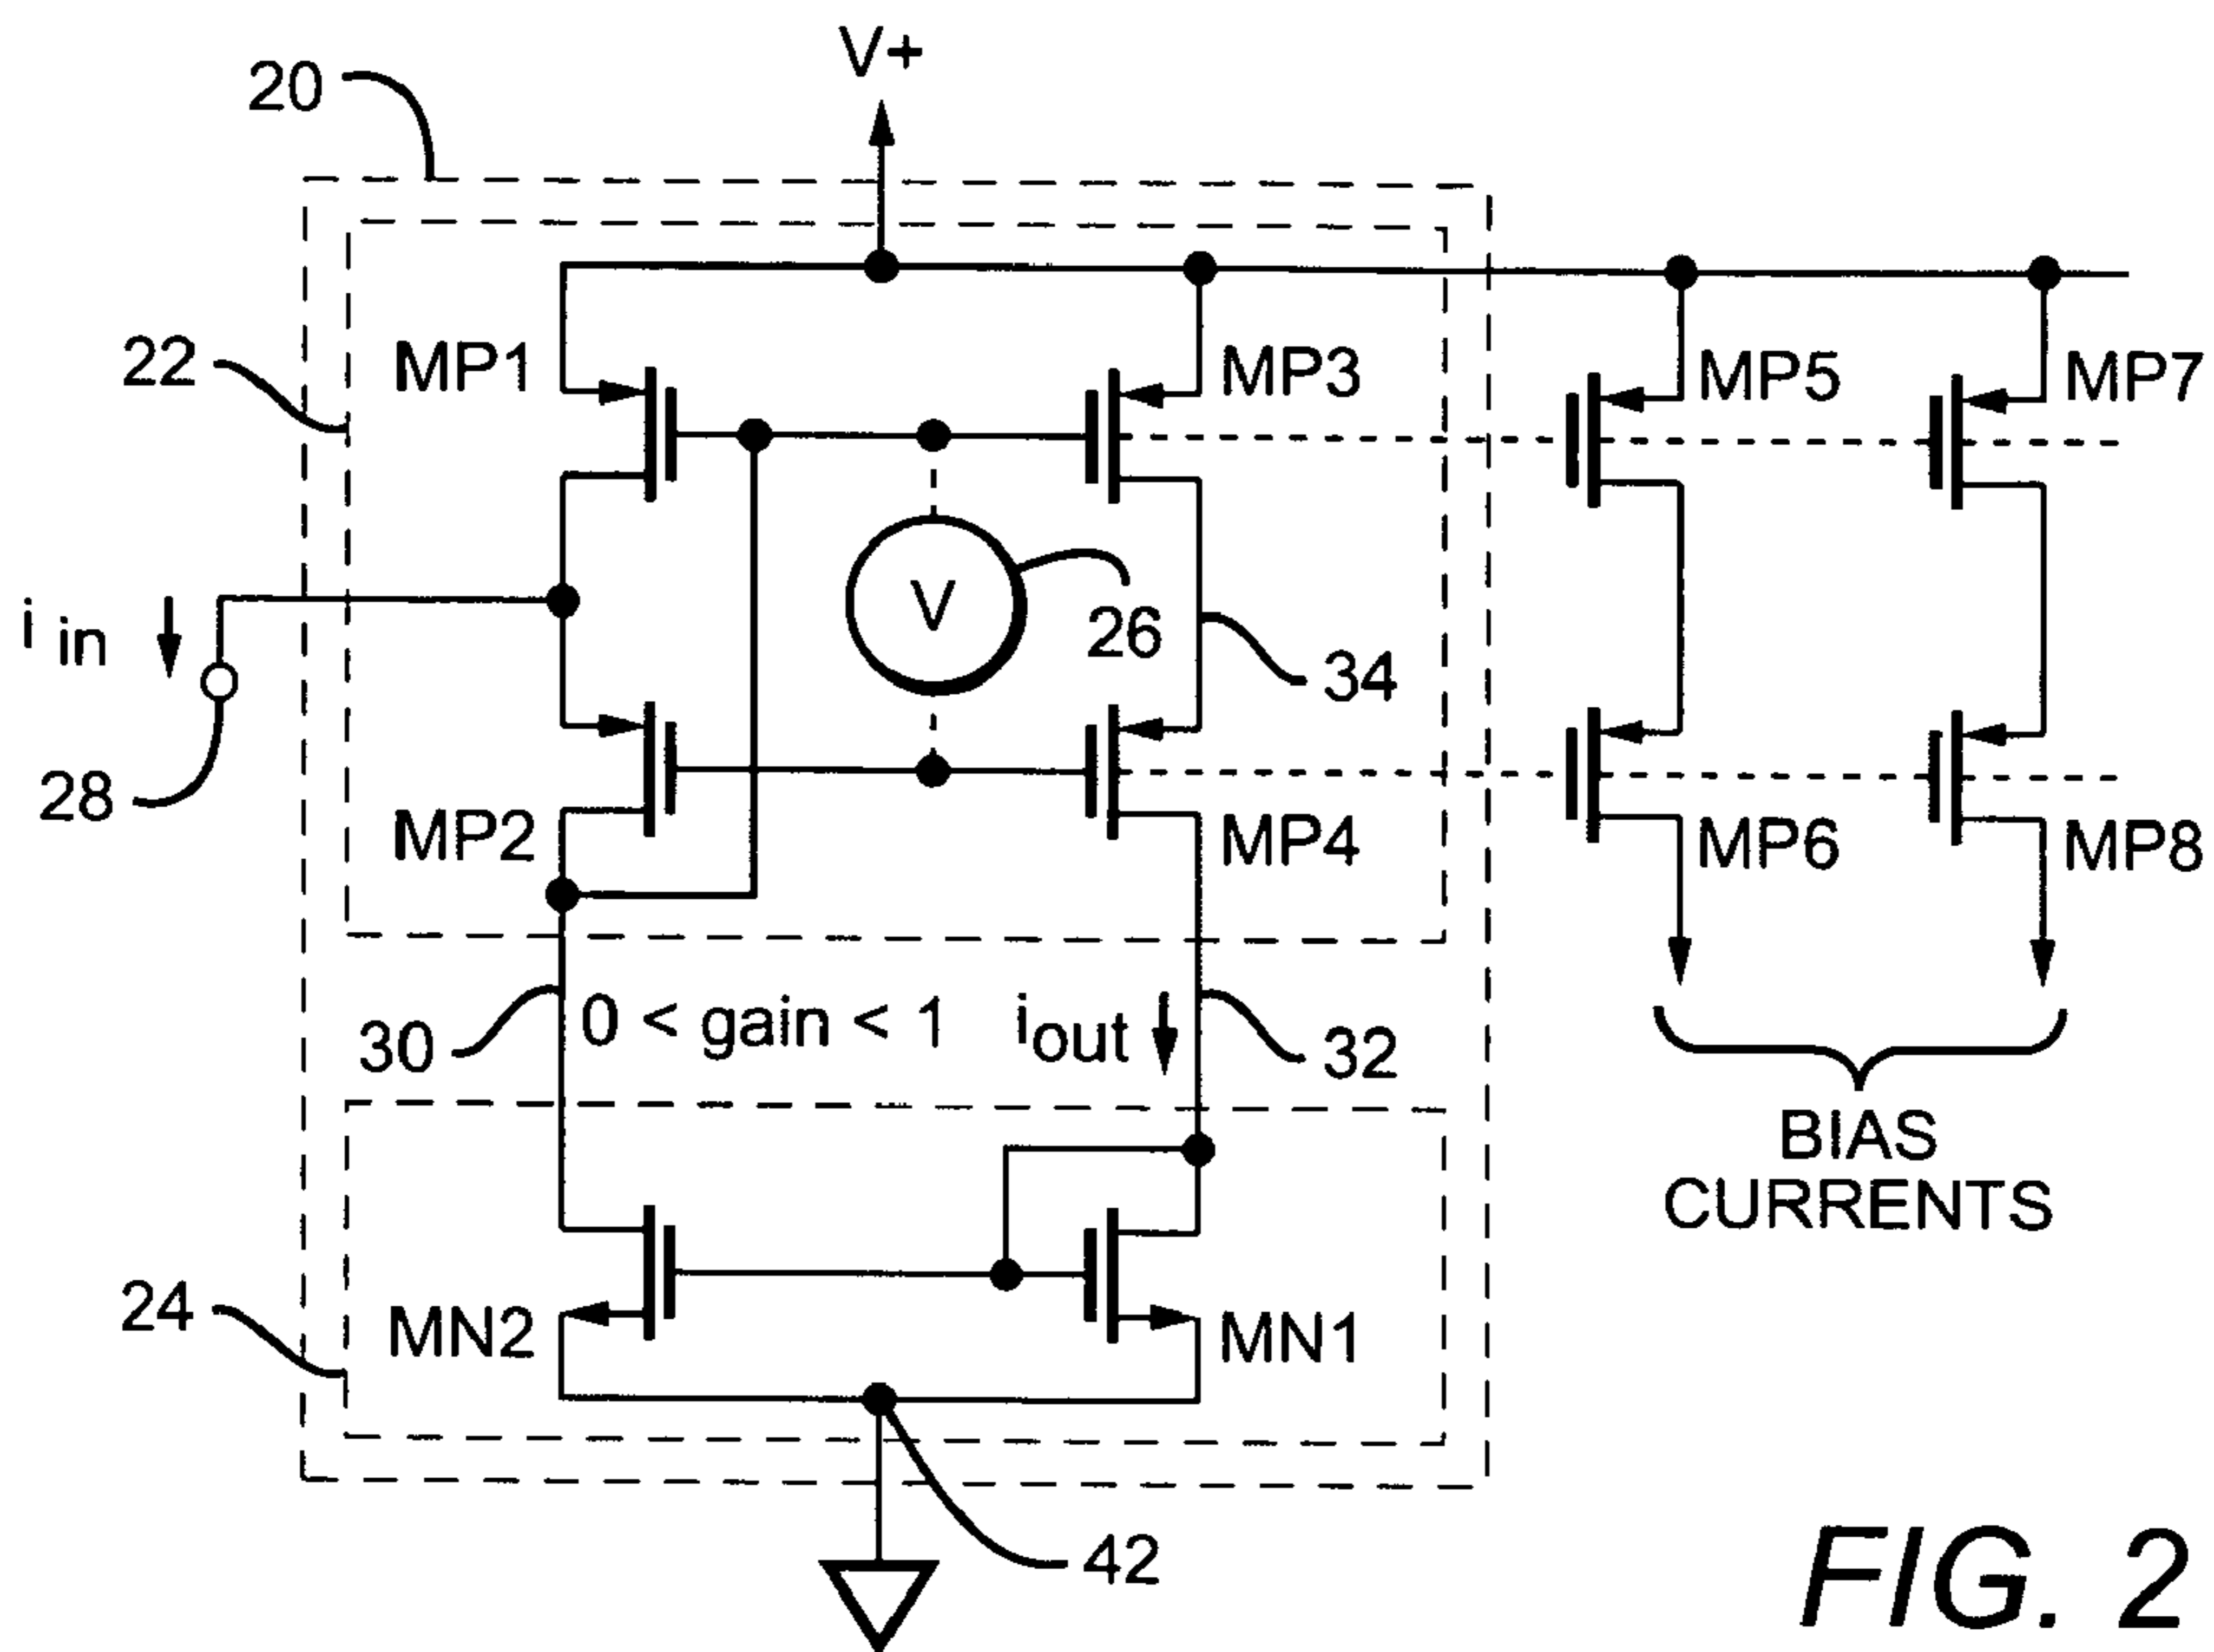 V+
20
22
MP1
MP3
MP5
MP7
i in
V
26
34
28
MP2
MP4
MP6
MP8
30
0 < gain < 1
iout
32
BIAS
CURRENTS
24
MN2
MN1
42
FIG. 2